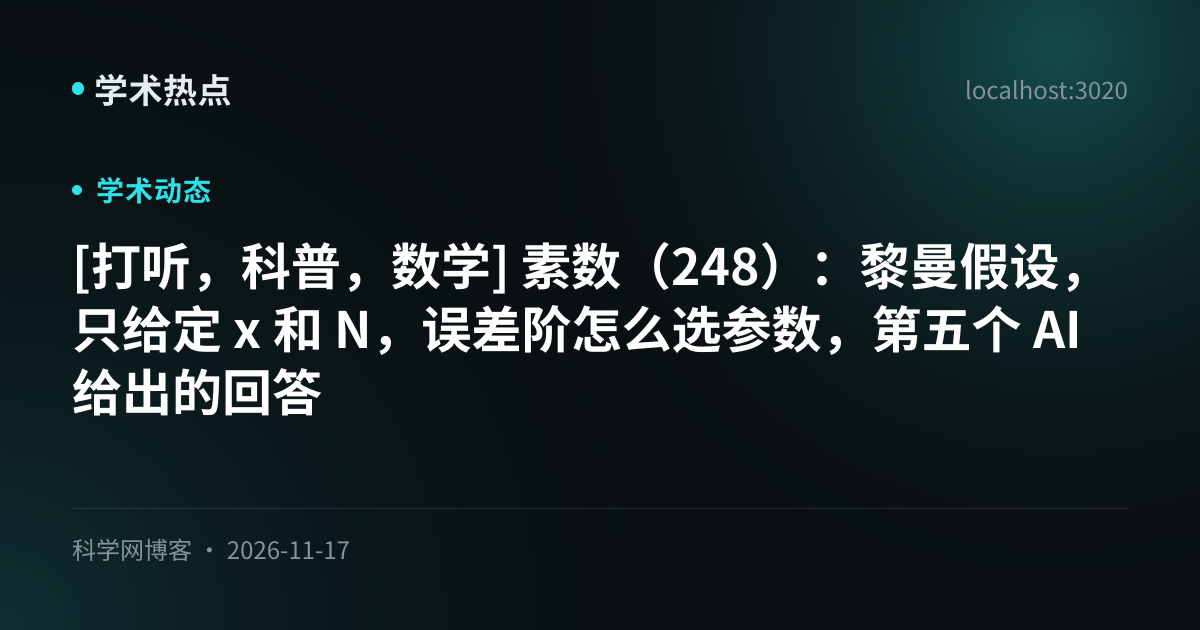 学术热点
localhost:3020
学术动态
[打听，科普，数学] 素数（248）：黎曼假设，
只给定 x 和 N，误差阶怎么选参数，第五个 AI
给出的回答
科学网博客 · 2026-11-17